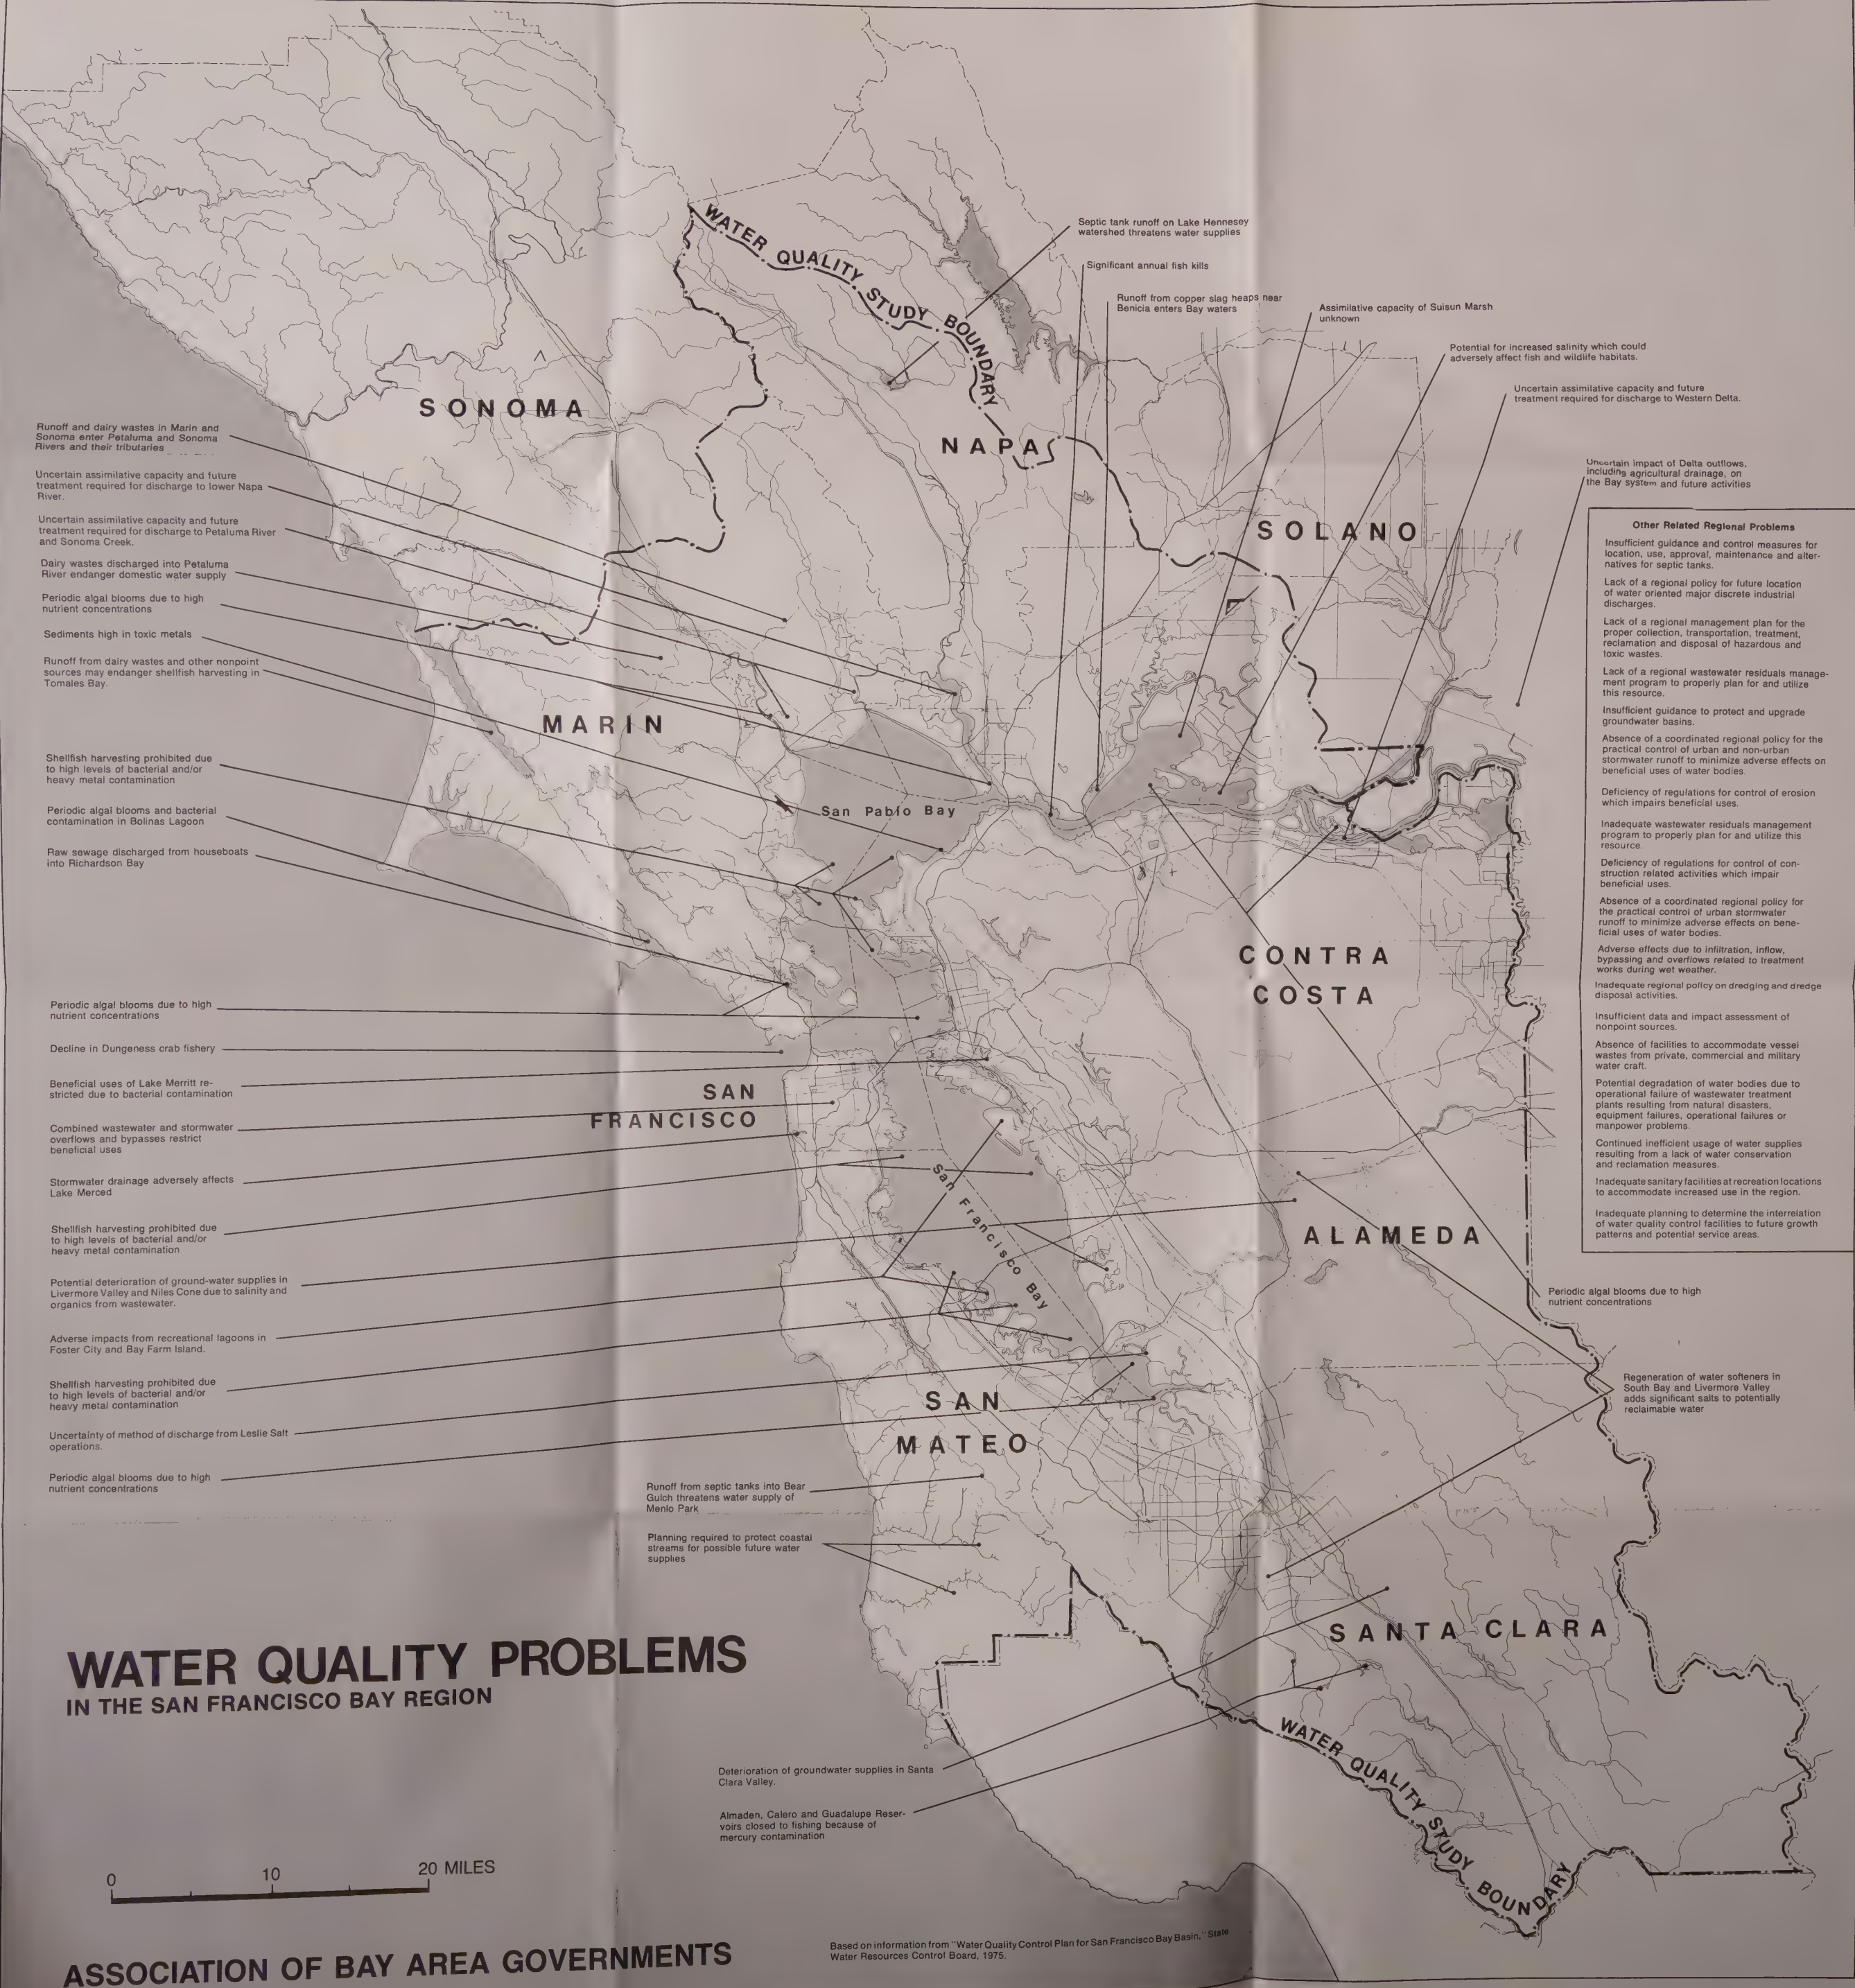 Septic tank runoff on Lake Hennesey
watershed threatens water supplies
Significant annual fish kills
Runoff from copper slag heaps near
Benicia enters Bay waters
Assimilative capacity of Suisun Marsh
unknown
Potential for increased salinity which could
adversely affect fish and wildlife habitats.
Uncertain assimilative capacity and future
treatment required for discharge to Western Delta.
Uncertain impact of Delta outflows,
including agricultural drainage, on
the Bay system and future activities
WATER QUALITY STUDY BOUNDARY
SONOMA
NAPA
SOLANO
MARIN
San Pablo Bay
CONTRA
COSTA
SAN
FRANCISCO
San Francisco Bay
ALAMEDA
SAN
MATEO
SANTA CLARA
WATER QUALITY STUDY BOUNDARY
Runoff and dairy wastes in Marin and
Sonoma enter Petaluma and Sonoma
Rivers and their tributaries
Uncertain assimilative capacity and future
treatment required for discharge to lower Napa
River.
Uncertain assimilative capacity and future
treatment required for discharge to Petaluma River
and Sonoma Creek.
Dairy wastes discharged into Petaluma
River endanger domestic water supply
Periodic algal blooms due to high
nutrient concentrations
Sediments high in toxic metals
Runoff from dairy wastes and other nonpoint
sources may endanger shellfish harvesting in
Tomales Bay.
Shellfish harvesting prohibited due
to high levels of bacterial and/or
heavy metal contamination
Periodic algal blooms and bacterial
contamination in Bolinas Lagoon
Raw sewage discharged from houseboats
into Richardson Bay
Periodic algal blooms due to high
nutrient concentrations
Decline in Dungeness crab fishery
Beneficial uses of Lake Merritt re-
stricted due to bacterial contamination
Combined wastewater and stormwater
overflows and bypasses restrict
beneficial uses
Stormwater drainage adversely affects
Lake Merced
Shellfish harvesting prohibited due
to high levels of bacterial and/or
heavy metal contamination
Potential deterioration of ground-water supplies in
Livermore Valley and Niles Cone due to salinity and
organics from wastewater.
Adverse impacts from recreational lagoons in
Foster City and Bay Farm Island.
Shellfish harvesting prohibited due
to high levels of bacterial and/or
heavy metal contamination
Uncertainty of method of discharge from Leslie Salt
operations.
Periodic algal blooms due to high
nutrient concentrations
Runoff from septic tanks into Bear
Gulch threatens water supply of
Menlo Park
Planning required to protect coastal
streams for possible future water
supplies
Deterioration of groundwater supplies in Santa
Clara Valley.
Almaden, Calero and Guadalupe Reser-
voirs closed to fishing because of
mercury contamination
Other Related Regional Problems
Insufficient guidance and control measures for
location, use, approval, maintenance and alter-
natives for septic tanks.
Lack of a regional policy for future location
of water oriented major discrete industrial
discharges.
Lack of a regional management plan for the
proper collection, transportation, treatment,
reclamation and disposal of hazardous and
toxic wastes.
Lack of a regional wastewater residuals manage-
ment program to properly plan for and utilize
this resource.
Insufficient guidance to protect and upgrade
groundwater basins.
Absence of a coordinated regional policy for the
practical control of urban and non-urban
stormwater runoff to minimize adverse effects on
beneficial uses of water bodies.
Deficiency of regulations for control of erosion
which impairs beneficial uses.
Inadequate wastewater residuals management
program to properly plan for and utilize this
resource.
Deficiency of regulations for control of con-
struction related activities which impair
beneficial uses.
Absence of a coordinated regional policy for
the practical control of urban stormwater
runoff to minimize adverse effects on bene-
ficial uses of water bodies.
Adverse effects due to infiltration, inflow,
bypassing and overflows related to treatment
works during wet weather.
Inadequate regional policy on dredging and dredge
disposal activities.
Insufficient data and impact assessment of
nonpoint sources.
Absence of facilities to accommodate vessel
wastes from private, commercial and military
water craft.
Potential degradation of water bodies due to
operational failure of wastewater treatment
plants resulting from natural disasters,
equipment failures, operational failures or
manpower problems.
Continued inefficient usage of water supplies
resulting from a lack of water conservation
and reclamation measures.
Inadequate sanitary facilities at recreation locations
to accommodate increased use in the region.
Inadequate planning to determine the interrelation
of water quality control facilities to future growth
patterns and potential service areas.
Periodic algal blooms due to high
nutrient concentrations
Regeneration of water softeners in
South Bay and Livermore Valley
adds significant salts to potentially
reclaimable water
WATER QUALITY PROBLEMS
IN THE SAN FRANCISCO BAY REGION
0 10 20 MILES
ASSOCIATION OF BAY AREA GOVERNMENTS
Based on information from "Water Quality Control Plan for San Francisco Bay Basin," State
Water Resources Control Board, 1975.